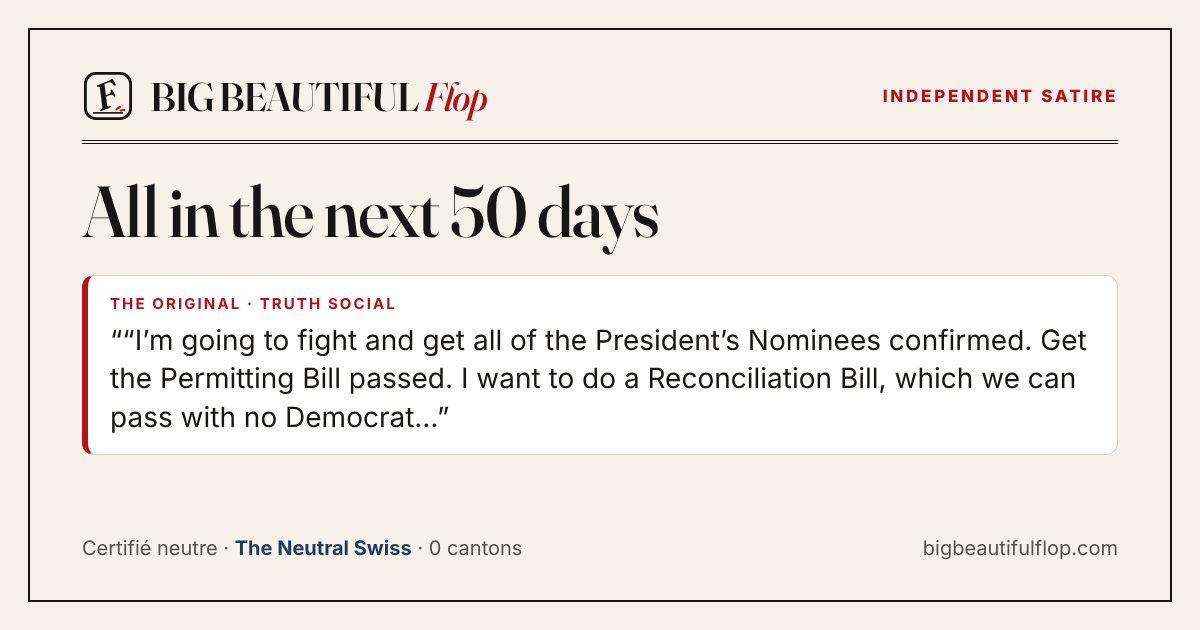 F
BIG BEAUTIFUL Flop
INDEPENDENT SATIRE
All in the next 50 days
THE ORIGINAL · TRUTH SOCIAL
““I’m going to fight and get all of the President’s Nominees confirmed. Get
the Permitting Bill passed. I want to do a Reconciliation Bill, which we can
pass with no Democrat…”
Certifié neutre · The Neutral Swiss · 0 cantons
bigbeautifulflop.com